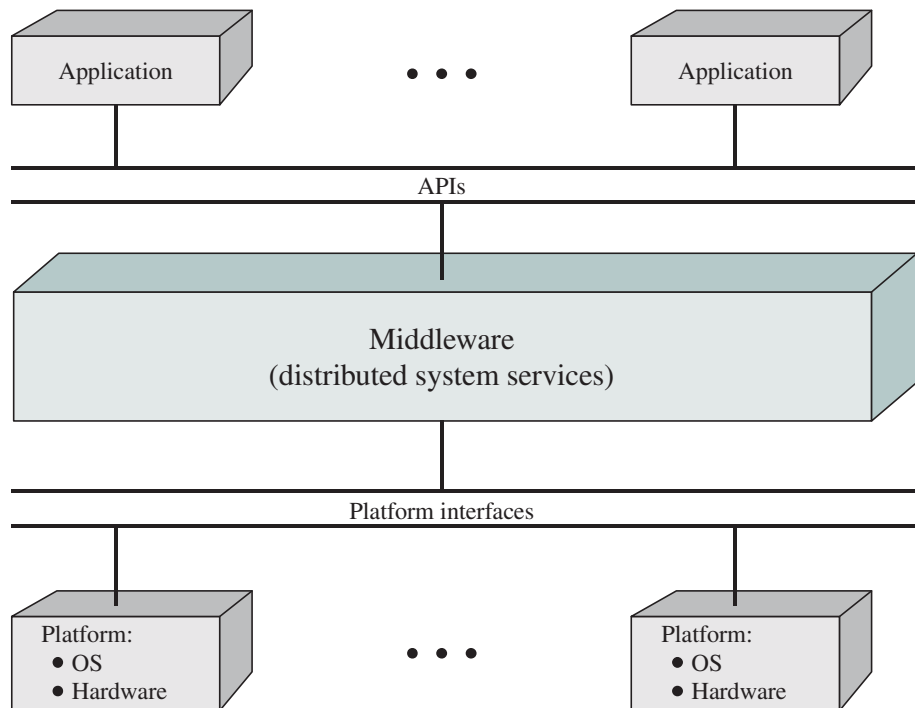 Application
• • •
Application
APIs
Middleware
(distributed system services)
Platform interfaces
Platform:
• OS
• Hardware
• • •
Platform:
• OS
• Hardware